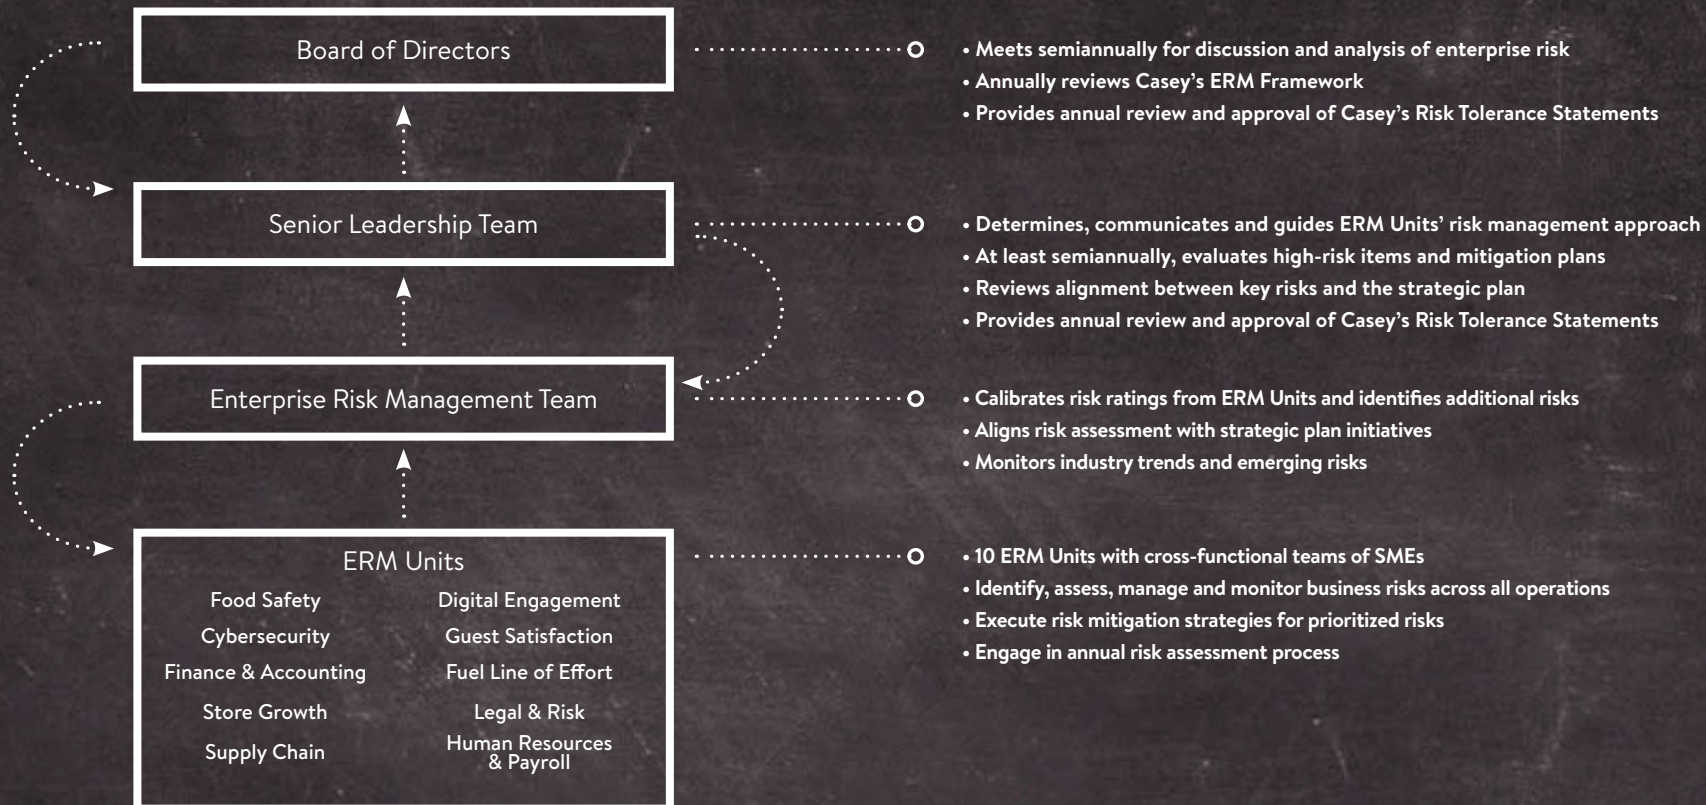 Board of Directors
• Meets semiannually for discussion and analysis of enterprise risk
• Annually reviews Casey’s ERM Framework
• Provides annual review and approval of Casey’s Risk Tolerance Statements
Senior Leadership Team
• Determines, communicates and guides ERM Units’ risk management approach
• At least semiannually, evaluates high-risk items and mitigation plans
• Reviews alignment between key risks and the strategic plan
• Provides annual review and approval of Casey’s Risk Tolerance Statements
Enterprise Risk Management Team
• Calibrates risk ratings from ERM Units and identifies additional risks
• Aligns risk assessment with strategic plan initiatives
• Monitors industry trends and emerging risks
ERM Units
Food Safety
Cybersecurity
Finance & Accounting
Store Growth
Supply Chain
Digital Engagement
Guest Satisfaction
Fuel Line of Effort
Legal & Risk
Human Resources
& Payroll
• 10 ERM Units with cross-functional teams of SMEs
• Identify, assess, manage and monitor business risks across all operations
• Execute risk mitigation strategies for prioritized risks
• Engage in annual risk assessment process